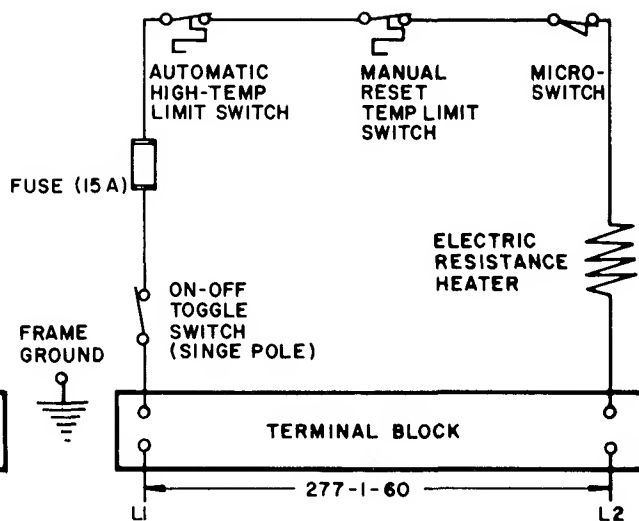 AUTOMATIC
HIGH-TEMP
LIMIT SWITCH
MANUAL
RESET
TEMP LIMIT
SWITCH
MICRO-
SWITCH
FUSE (15A)
ELECTRIC
RESISTANCE
HEATER
ON-OFF
TOGGLE
SWITCH
(SINGE POLE)
FRAME
GROUND
TERMINAL BLOCK
277-1-60
L1
L2